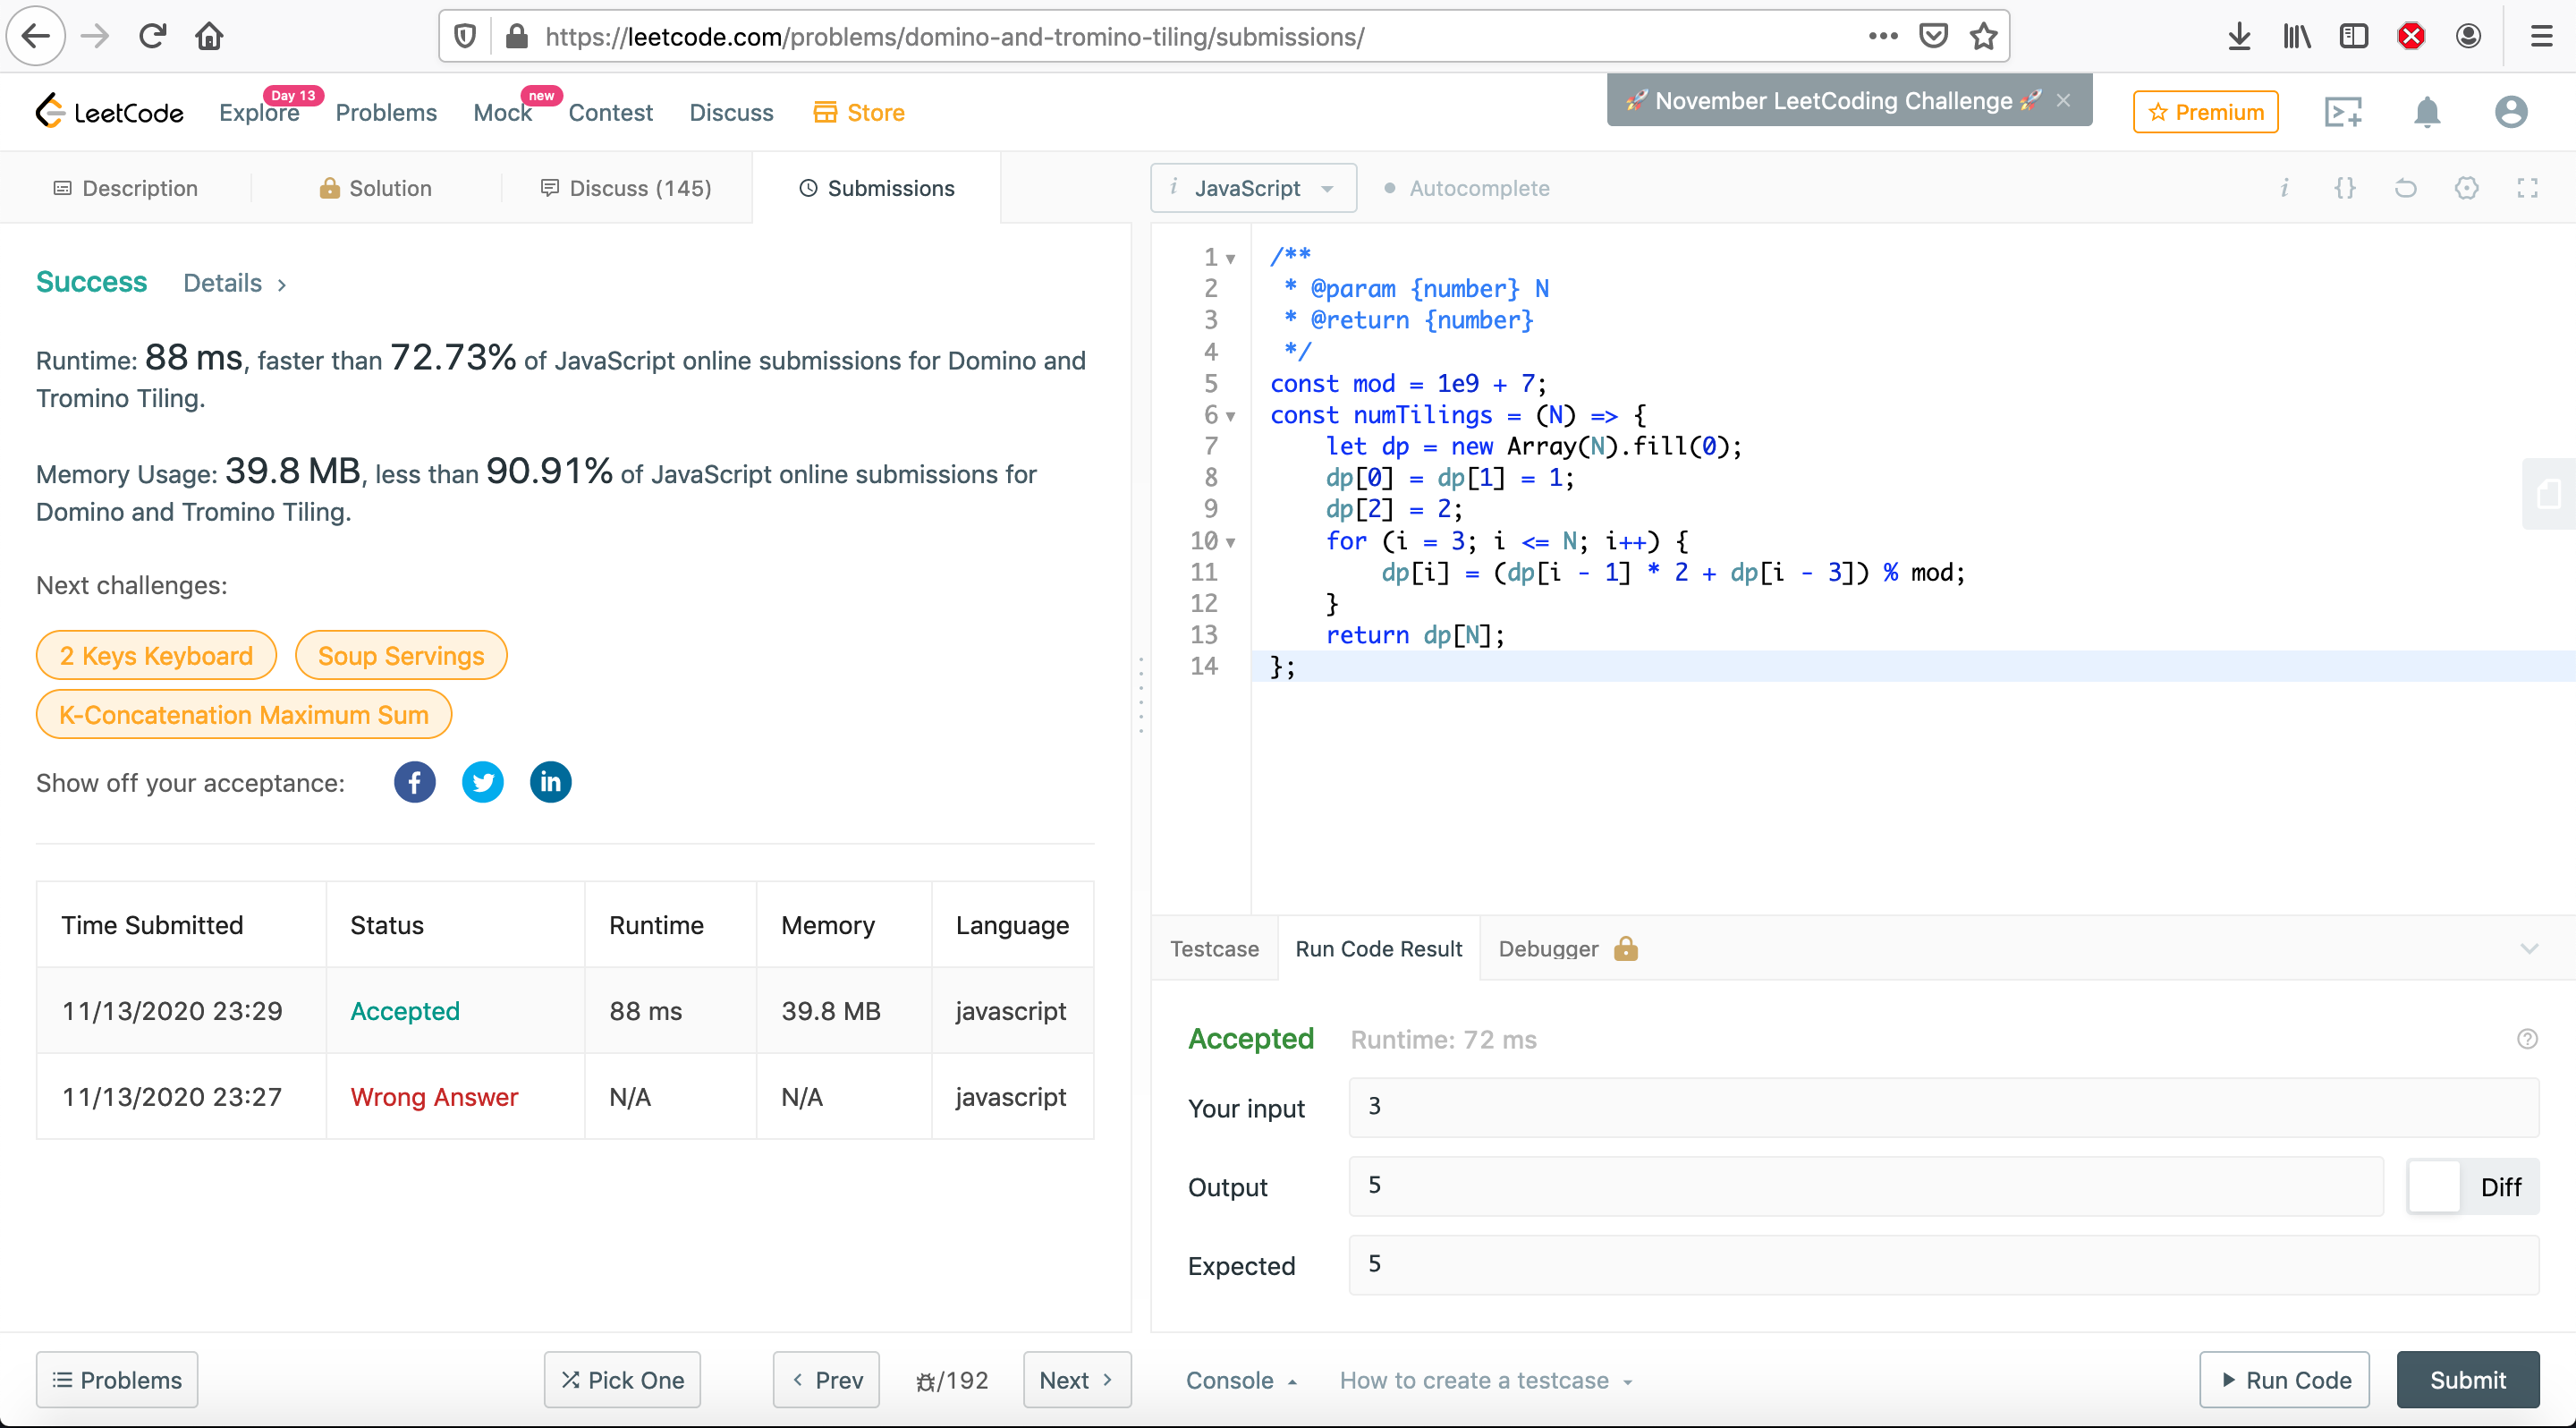 https://leetcode.com/problems/domino-and-tromino-tiling/submissions/
LeetCode
Explore
Day 13
Problems
Mock
new
Contest
Discuss
Store
🚀 November LeetCoding Challenge 🚀 ×
Premium
Description
Solution
Discuss (145)
Submissions
i JavaScript
Autocomplete
Success Details >
Runtime: 88 ms, faster than 72.73% of JavaScript online submissions for Domino and
Tromino Tiling.
Memory Usage: 39.8 MB, less than 90.91% of JavaScript online submissions for
Domino and Tromino Tiling.
Next challenges:
2 Keys Keyboard
Soup Servings
K-Concatenation Maximum Sum
Show off your acceptance:
Time Submitted Status Runtime Memory Language
11/13/2020 23:29 Accepted 88 ms 39.8 MB javascript
11/13/2020 23:27 Wrong Answer N/A N/A javascript
1 /**
2  * @param {number} N
3  * @return {number}
4  */
5 const mod = 1e9 + 7;
6 const numTilings = (N) => {
7     let dp = new Array(N).fill(0);
8     dp[0] = dp[1] = 1;
9     dp[2] = 2;
10     for (i = 3; i <= N; i++) {
11         dp[i] = (dp[i - 1] * 2 + dp[i - 3]) % mod;
12     }
13     return dp[N];
14 };
Testcase
Run Code Result
Debugger
Accepted Runtime: 72 ms
Your input 3
Output 5
Diff
Expected 5
Problems
Pick One
< Prev
/192
Next >
Console
How to create a testcase
Run Code
Submit